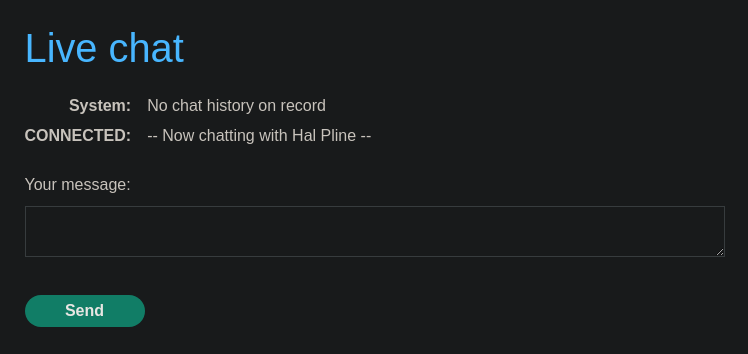 Live chat
System: No chat history on record
CONNECTED: -- Now chatting with Hal Pline --
Your message:
Send